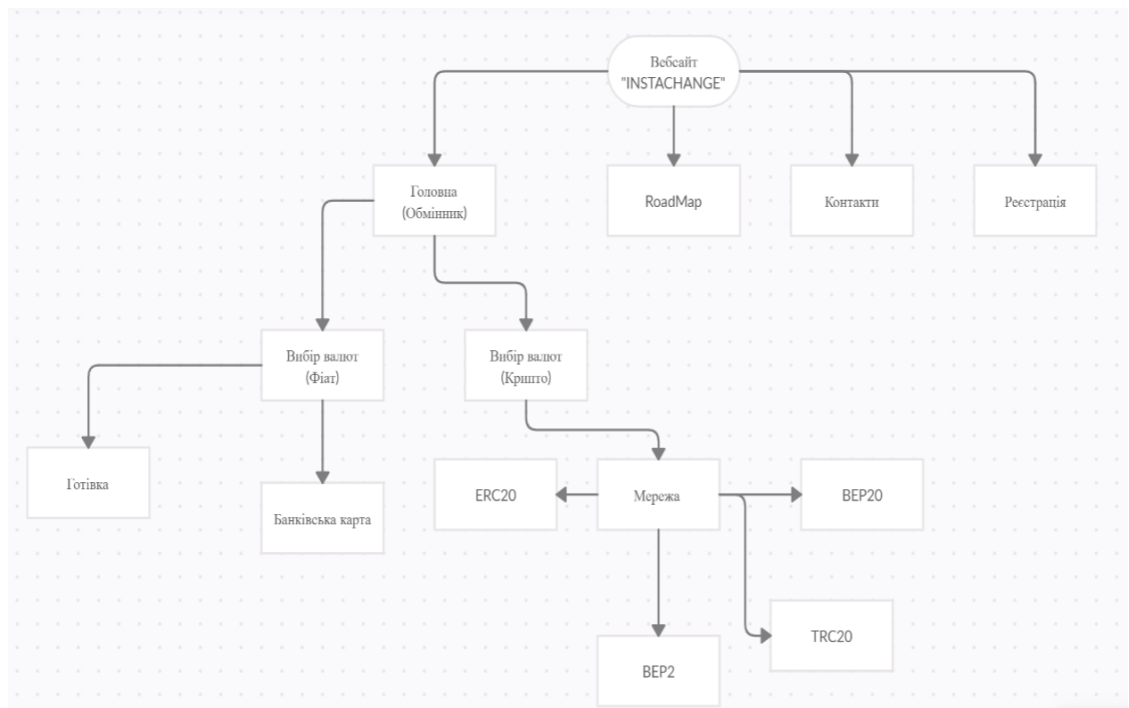 Вебсайт
"INSTACHANGE"
Головна
(Обмінник)
RoadMap
Контакти
Реєстрація
Вибір валют
(Фіат)
Вибір валют
(Крипто)
Готівка
Банківська карта
ERC20
Мережа
BEP20
TRC20
BEP2